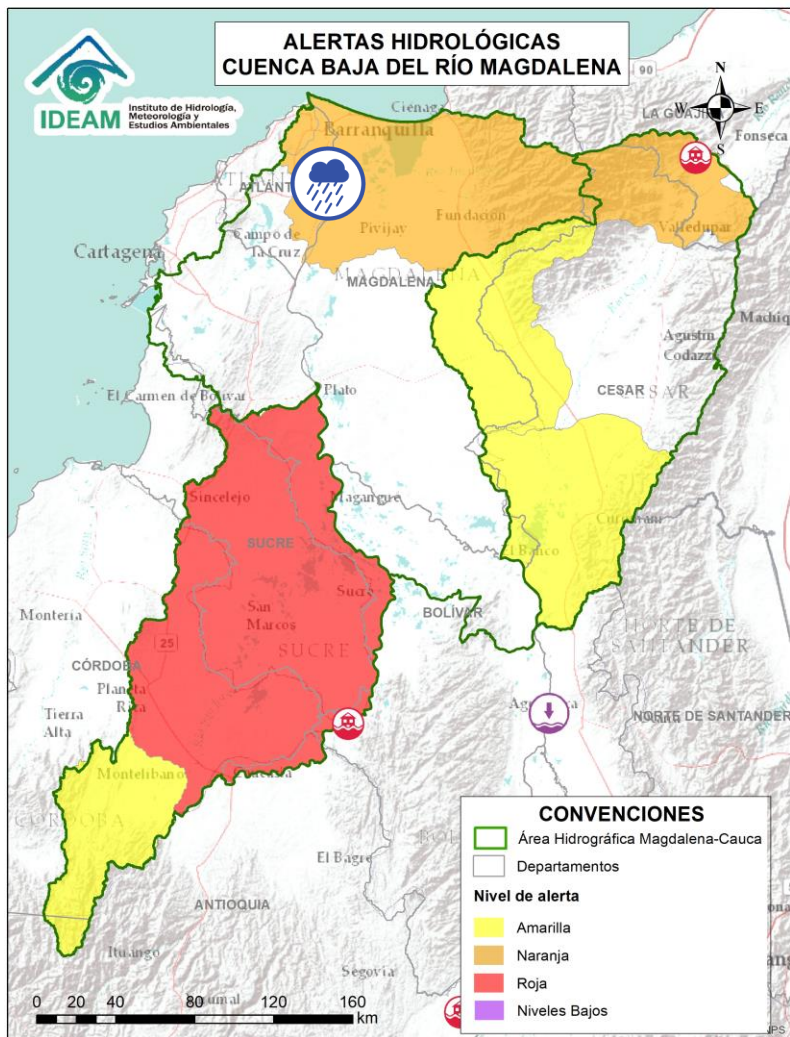 ALERTAS HIDROLÓGICAS
CUENCA BAJA DEL RÍO MAGDALENA
IDEAM
Instituto de Hidrología,
Meteorología y
Estudios Ambientales
N
W
E
S
90
LA GUAJIRA
Ciénaga
Barranquilla
Fonseca
Pivijay
Fundación
Valledupar
Cartagena
Campo de
la Cruz
MAGDALENA
Agustín
Codazzi
CESAR
El Carmen de Bolívar
Plato
Sincelejo
Magangue
SUCRE
Sucre
El Banco
BOLÍVAR
Montería
San
Marcos
SUCRE
NORTE DE
SANTANDER
25
CÓRDOBA
Planeta
Rica
Tierra
Alta
NORTE DE SANTANDER
Montelíbano
CÓRDOBA
El Bagre
ANTIOQUIA
Ituango
Segovia
CONVENCIONES
Área Hidrográfica Magdalena-Cauca
Departamentos
Nivel de alerta
Amarilla
Naranja
Roja
Niveles Bajos
0 20 40 80 120 160
km